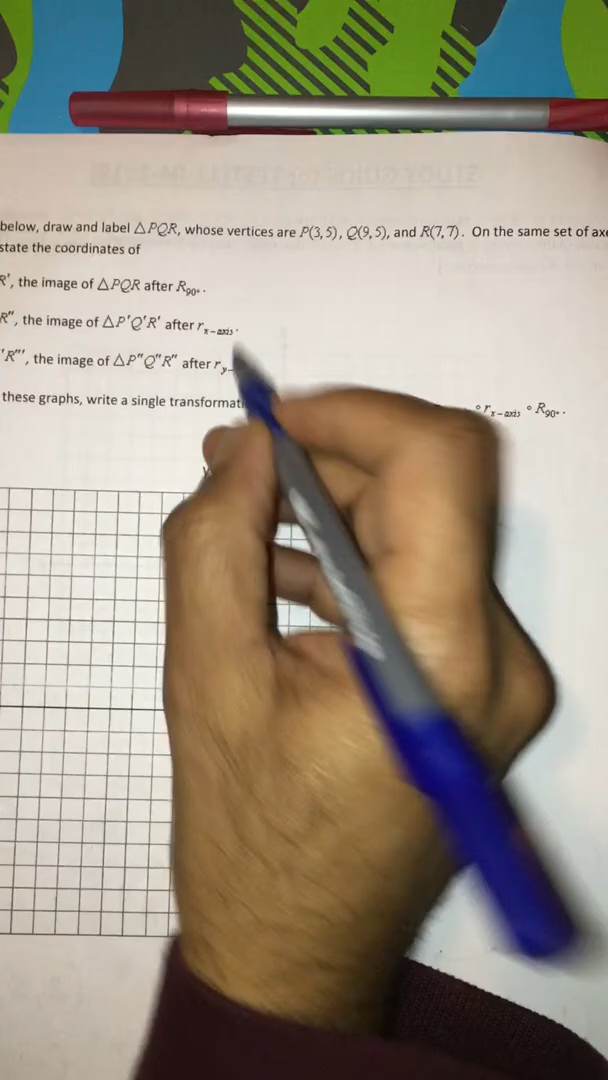 below, draw and label △PQR, whose vertices are P(3, 5), Q(9, 5), and R(7, 7). On the same set of axe
state the coordinates of
R′, the image of △PQR after R₉₀°.
R″, the image of △P′Q′R′ after rₓ₋ₐₓᵢₛ.
′R‴, the image of △P″Q″R″ after r_y-
these graphs, write a single transformati ∘ rₓ₋ₐₓᵢₛ ∘ R₉₀°.
y